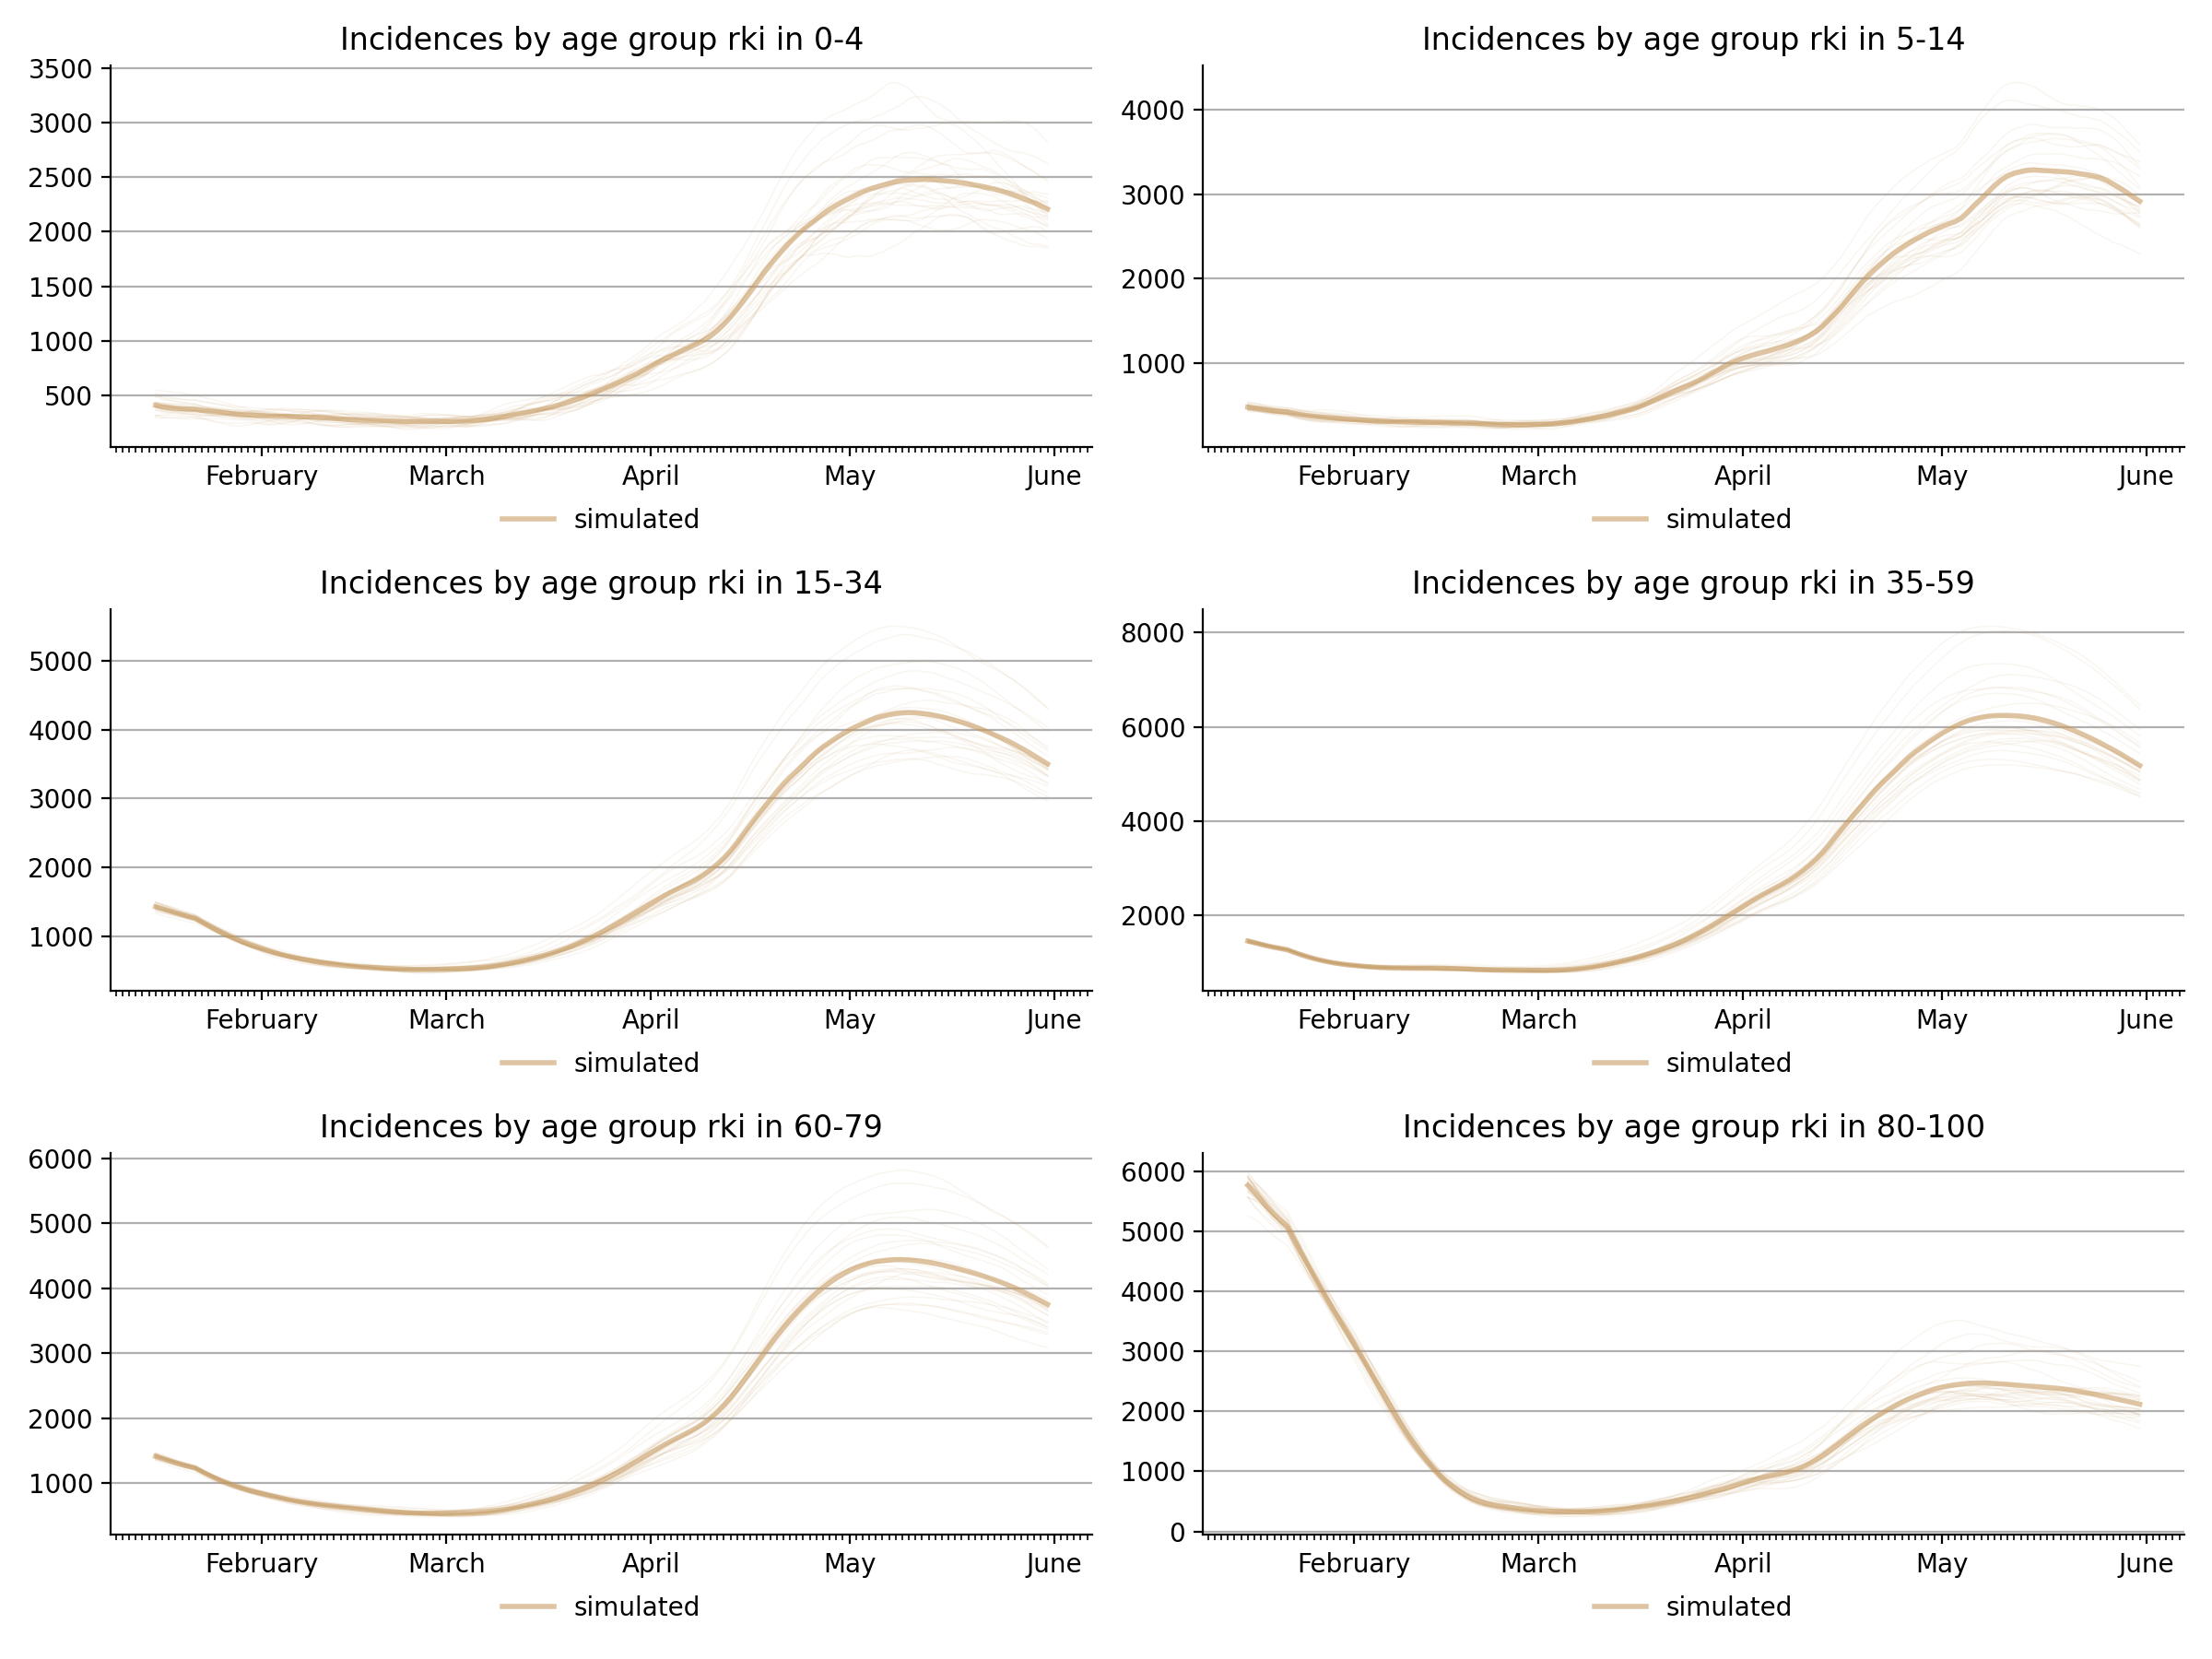 Incidences by age group rki in 0-4
3500
3000
2500
2000
1500
1000
500
February March April May June
simulated
Incidences by age group rki in 5-14
4000
3000
2000
1000
February March April May June
simulated
Incidences by age group rki in 15-34
5000
4000
3000
2000
1000
February March April May June
simulated
Incidences by age group rki in 35-59
8000
6000
4000
2000
February March April May June
simulated
Incidences by age group rki in 60-79
6000
5000
4000
3000
2000
1000
February March April May June
simulated
Incidences by age group rki in 80-100
6000
5000
4000
3000
2000
1000
0
February March April May June
simulated